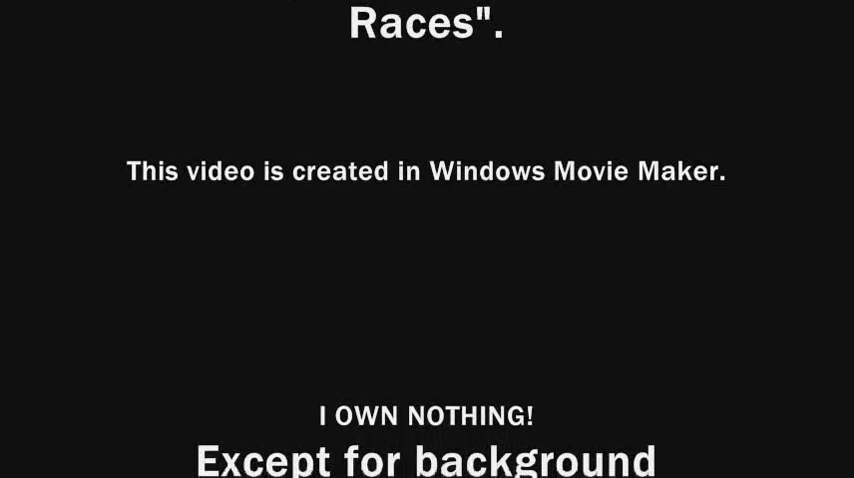 Races".
This video is created in Windows Movie Maker.
I OWN NOTHING!
Except for background